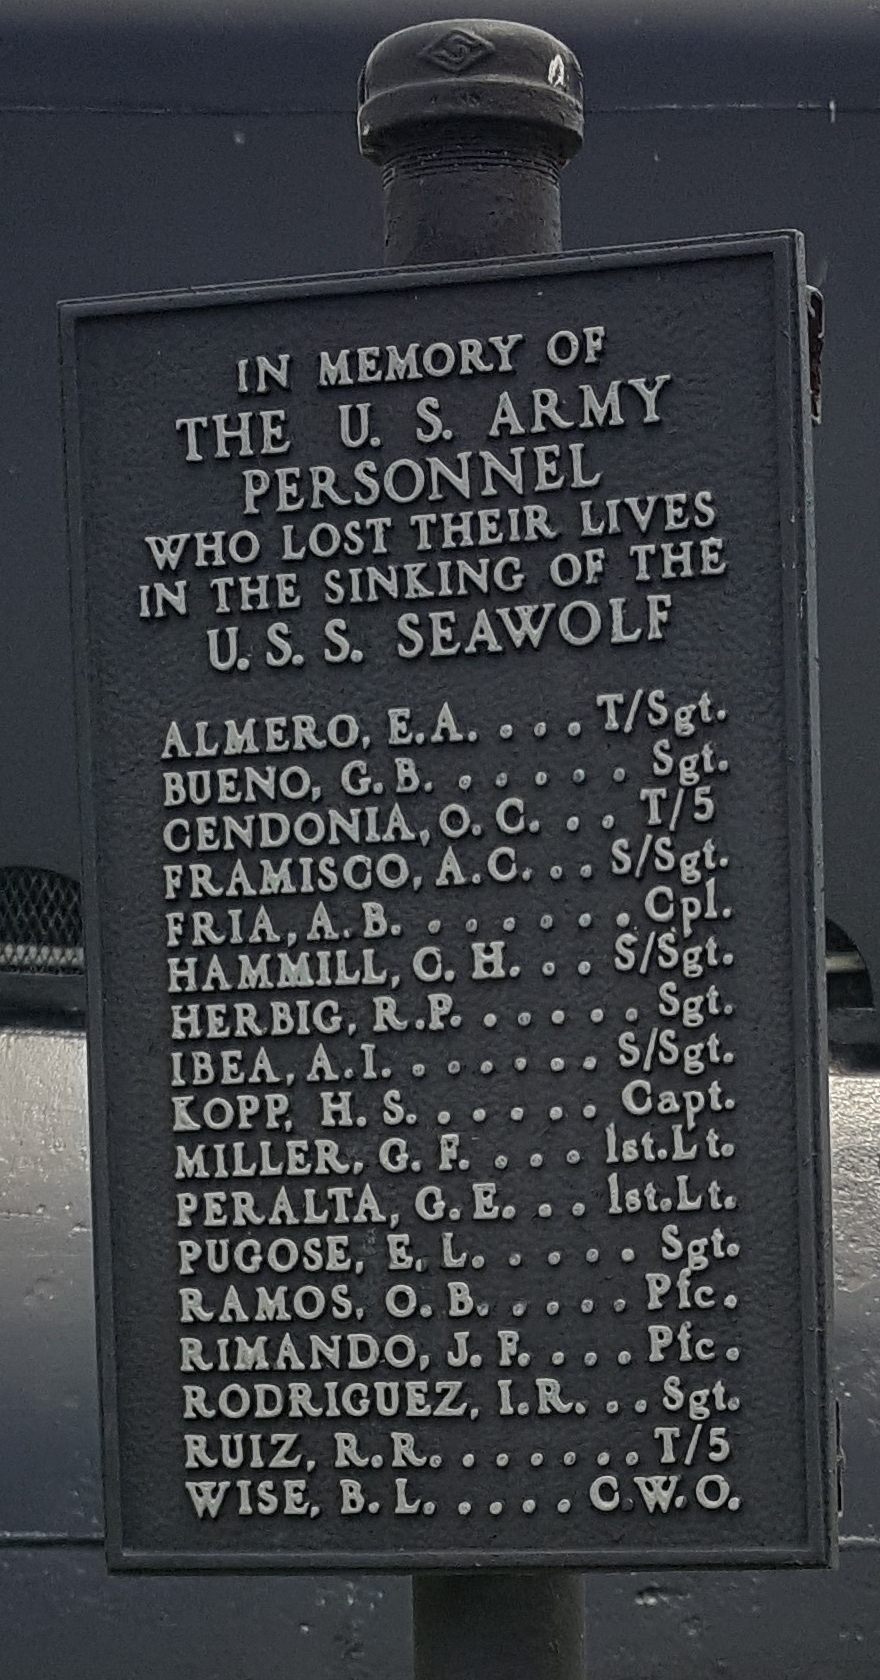 IN MEMORY OF
THE U. S. ARMY
PERSONNEL
WHO LOST THEIR LIVES
IN THE SINKING OF THE
U. S. S. SEAWOLF
ALMERO, E.A. . . . . T/Sgt.
BUENO, G. B. . . . . . . Sgt.
CENDONIA, O. C. . . . T/5
FRAMISCO, A.C. . . S/Sgt.
FRIA, A. B. . . . . . . . Cpl.
HAMMILL, C. H. . . . S/Sgt.
HERBIG, R.P. . . . . . . Sgt.
IBEA, A.I. . . . . . . . S/Sgt.
KOPP, H. S. . . . . . . Capt.
MILLER, G. F. . . . . 1st.Lt.
PERALTA, G. E. . . . 1st.Lt.
PUGOSE, E. L. . . . . . Sgt.
RAMOS, O. B. . . . . . Pfc.
RIMANDO, J. F. . . . . Pfc.
RODRIGUEZ, I.R. . . . Sgt.
RUIZ, R.R. . . . . . . . . T/5
WISE, B. L. . . . . . C.W.O.